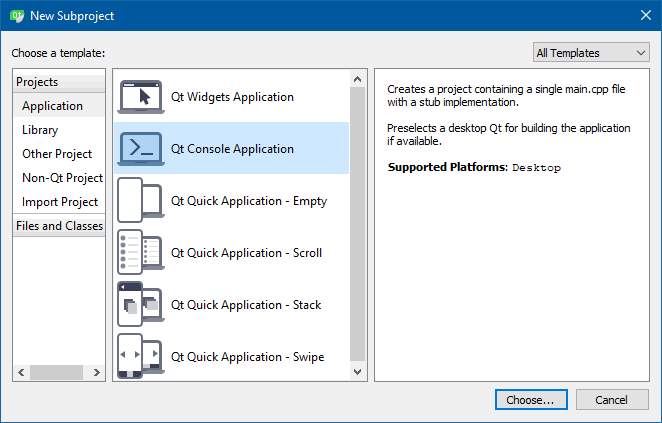 New Subproject
Choose a template:
All Templates
Projects
Application
Library
Other Project
Non-Qt Project
Import Project
Files and Classes
Qt Widgets Application
Qt Console Application
Qt Quick Application - Empty
Qt Quick Application - Scroll
Qt Quick Application - Stack
Qt Quick Application - Swipe
Creates a project containing a single main.cpp file
with a stub implementation.
Preselects a desktop Qt for building the application
if available.
Supported Platforms: Desktop
Choose...
Cancel